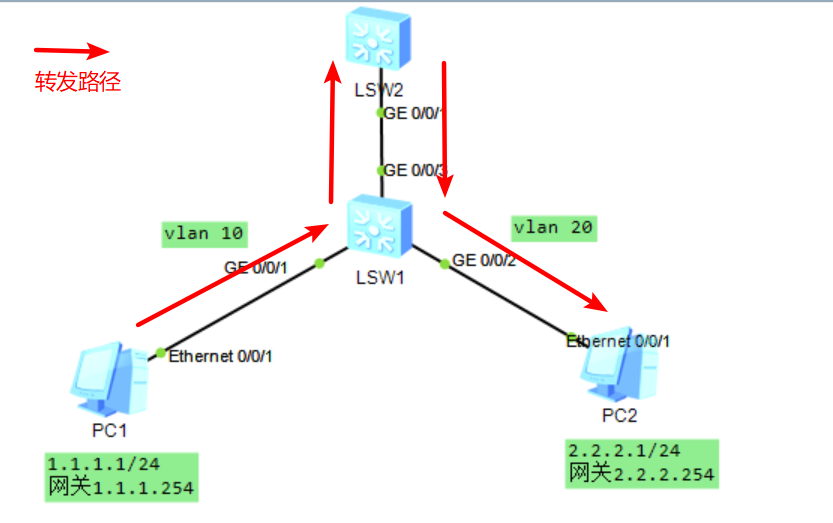 转发路径
LSW2
GE 0/0/1
GE 0/0/3
vlan 10
vlan 20
GE 0/0/1
GE 0/0/2
LSW1
Ethernet 0/0/1
Ethernet 0/0/1
PC1
PC2
1.1.1.1/24
网关1.1.1.254
2.2.2.1/24
网关2.2.2.254